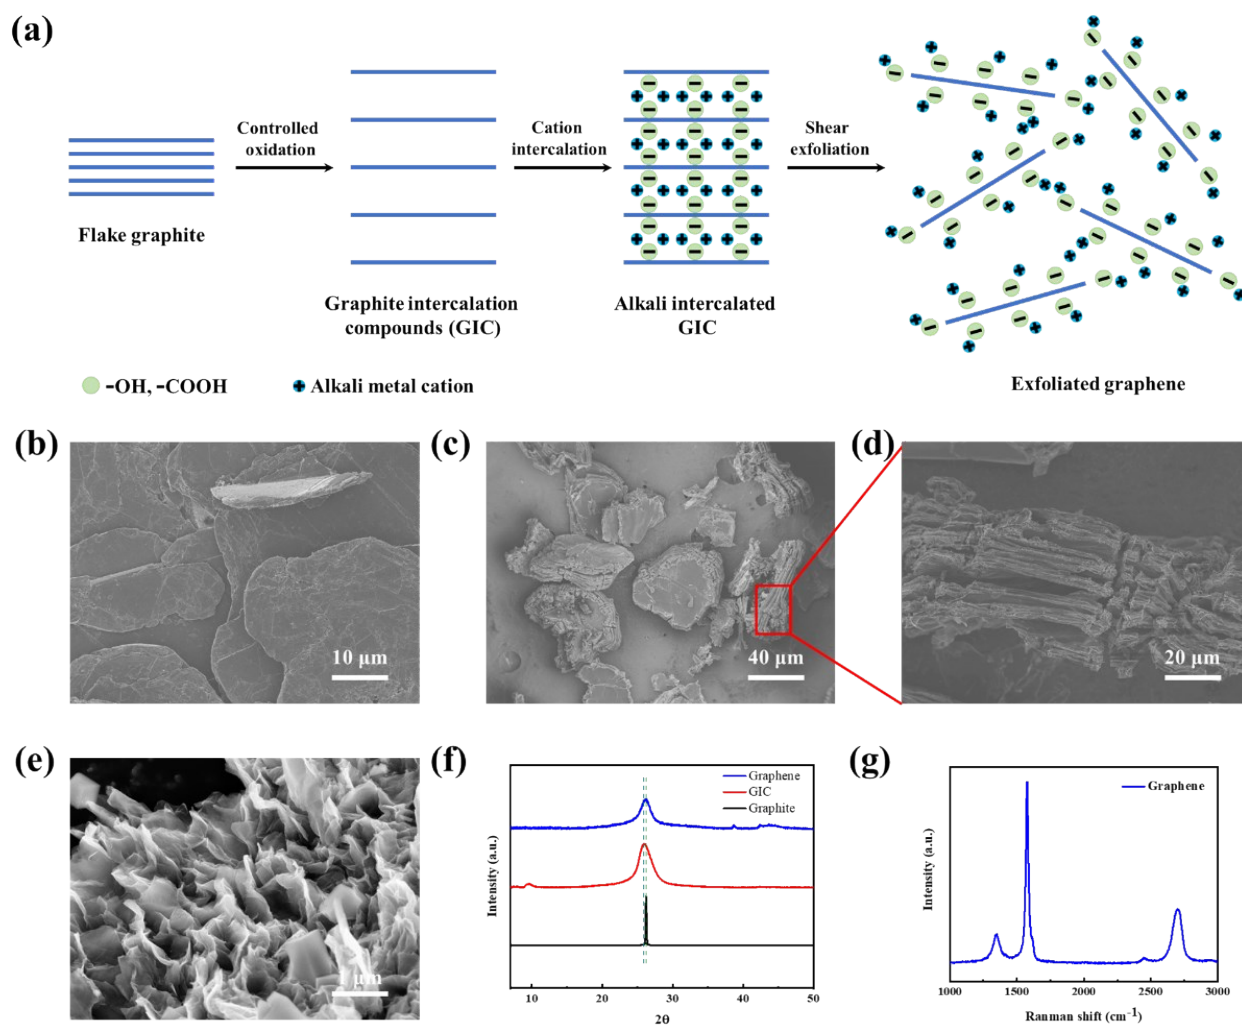 (a)
Controlled
oxidation
Cation
intercalation
Shear
exfoliation
Flake graphite
Graphite intercalation
compounds (GIC)
Alkali intercalated
GIC
Exfoliated graphene
-OH, -COOH
Alkali metal cation
(b)
10 μm
(c)
40 μm
(d)
20 μm
(e)
1 μm
(f)
Graphene
GIC
Graphite
Intensity (a.u.)
10 20 30 40 50
2θ
(g)
Graphene
Intensity (a.u.)
1000 1500 2000 2500 3000
Ranman shift (cm⁻¹)